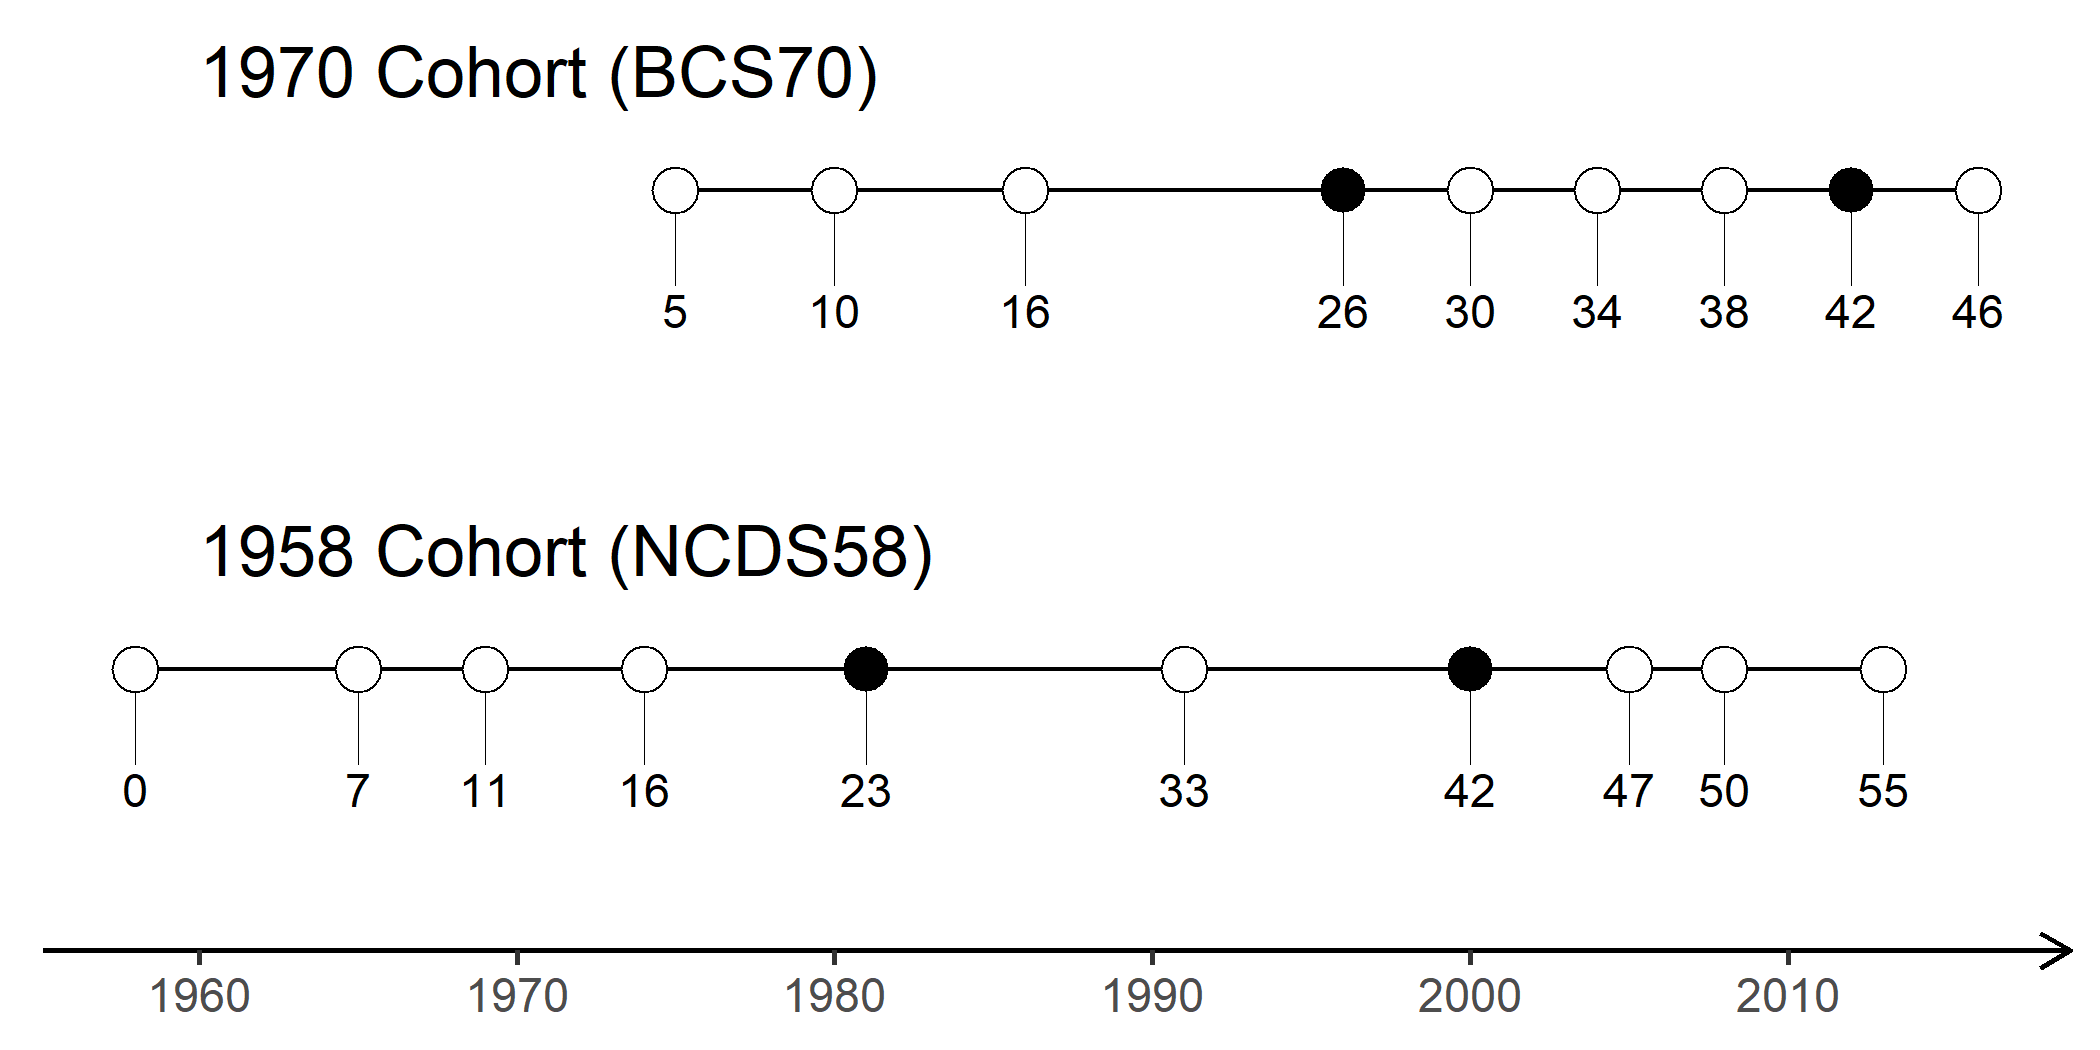 1970 Cohort (BCS70)
5 10 16 26 30 34 38 42 46
1958 Cohort (NCDS58)
0 7 11 16 23 33 42 47 50 55
1960 1970 1980 1990 2000 2010